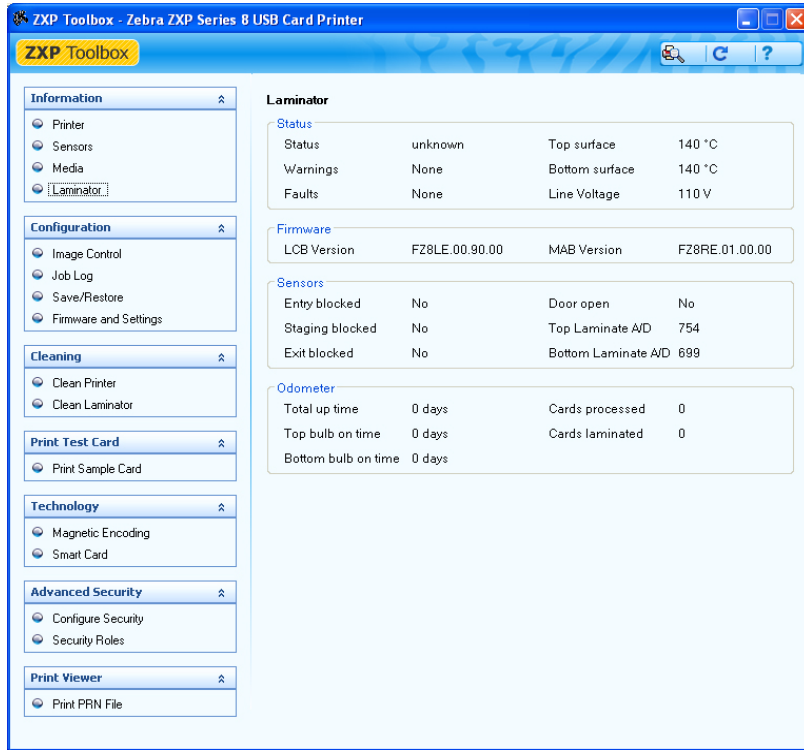 ZXP Toolbox - Zebra ZXP Series 8 USB Card Printer
ZXP Toolbox
?
Information
Printer
Sensors
Media
Laminator
Configuration
Image Control
Job Log
Save/Restore
Firmware and Settings
Cleaning
Clean Printer
Clean Laminator
Print Test Card
Print Sample Card
Technology
Magnetic Encoding
Smart Card
Advanced Security
Configure Security
Security Roles
Print Viewer
Print PRN File
Laminator
Status
Status unknown Top surface 140 °C
Warnings None Bottom surface 140 °C
Faults None Line Voltage 110 V
Firmware
LCB Version FZ8LE.00.90.00 MAB Version FZ8RE.01.00.00
Sensors
Entry blocked No Door open No
Staging blocked No Top Laminate A/D 754
Exit blocked No Bottom Laminate A/D 699
Odometer
Total up time 0 days Cards processed 0
Top bulb on time 0 days Cards laminated 0
Bottom bulb on time 0 days